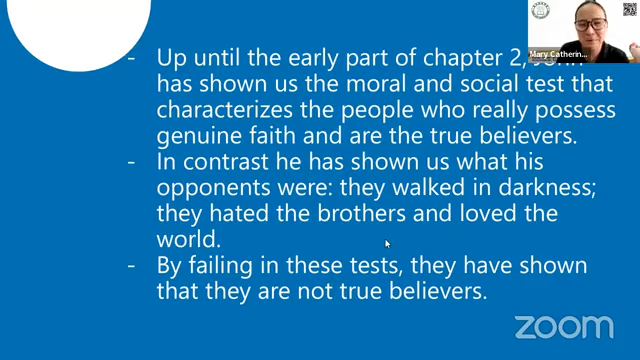 Mary Catherin...
- Up until the early part of chapter 2, John
has shown us the moral and social test that
characterizes the people who really possess
genuine faith and are the true believers.
- In contrast he has shown us what his
opponents were: they walked in darkness;
they hated the brothers and loved the
world.
- By failing in these tests, they have shown
that they are not true believers.
zoom